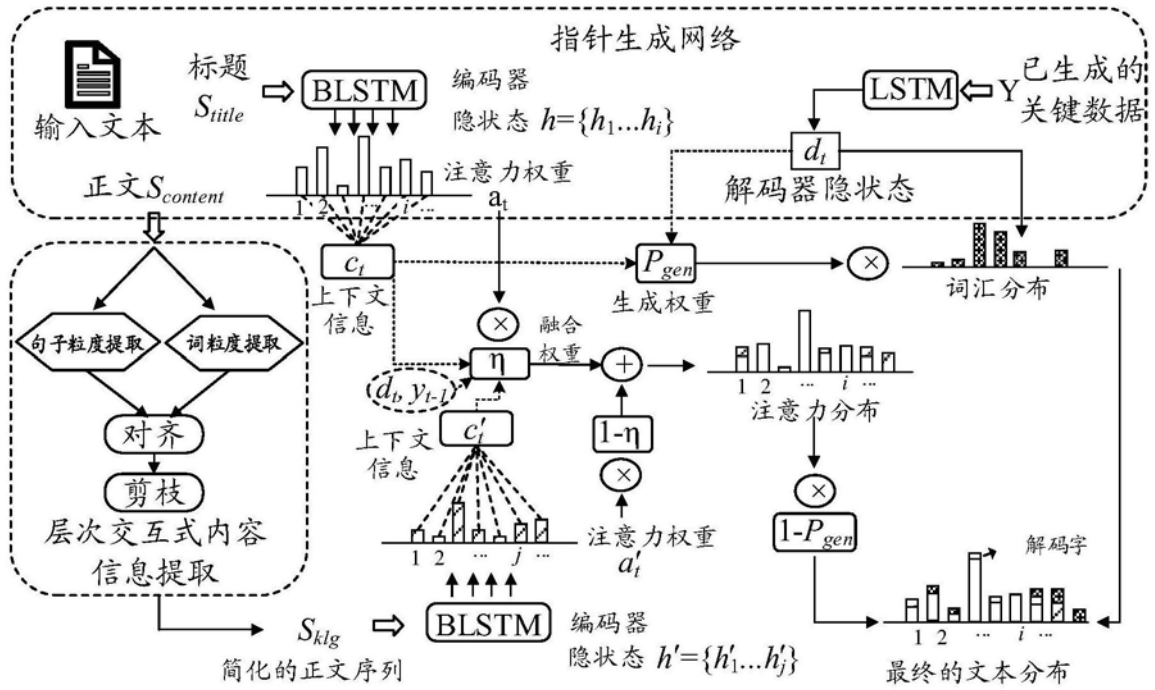 指针生成网络
输入文本
标题
S_title
BLSTM
编码器
隐状态 h={h_1...h_i}
LSTM
Y
已生成的
关键数据
d_t
解码器隐状态
注意力权重
a_t
1 2 ... i ...
正文S_content
c_t
上下文
信息
P_gen
生成权重
×
词汇分布
句子粒度提取
词粒度提取
对齐
剪枝
层次交互式内容
信息提取
×
融合
权重
η
d_t, y_{t-1}
+
1 2 ... i ...
注意力分布
c'_t
上下文
信息
1-η
×
注意力权重
a'_t
1 2 ... j ...
×
1-P_gen
解码字
1 2 ... i ...
最终的文本分布
S_klg
简化的正文序列
BLSTM
编码器
隐状态 h'={h'_1...h'_j}